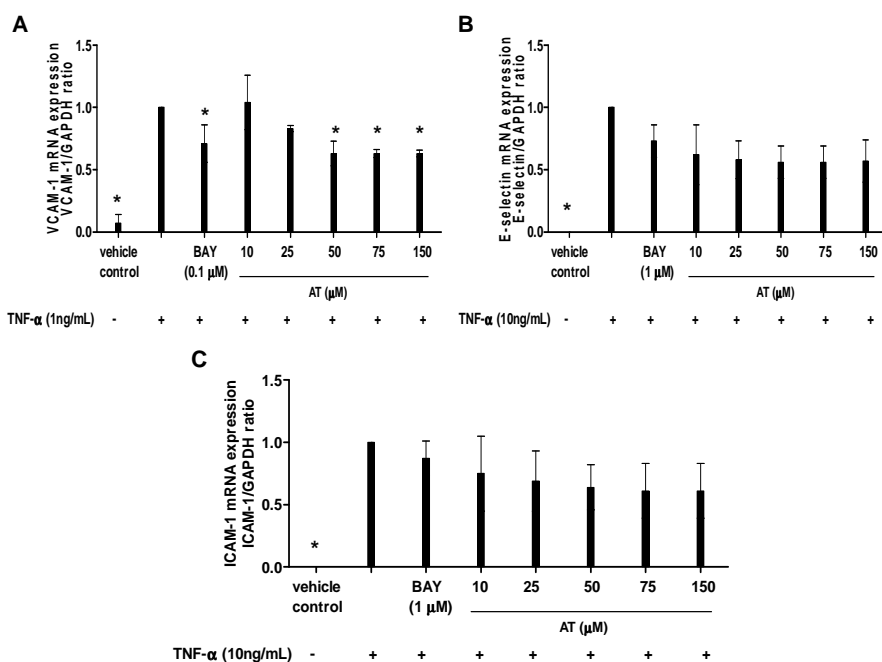 A
VCAM-1 mRNA expression
VCAM-1/GAPDH ratio
1.5
1.0
0.5
0.0
*
*
*
*
*
vehicle
control
BAY
(0.1 μM)
10
25
50
75
150
AT (μM)
TNF-α (1ng/mL)
-
+
+
+
+
+
+
+
B
E-selectin mRNA expression
E-selectin/GAPDH ratio
1.5
1.0
0.5
0.0
*
vehicle
control
BAY
(1 μM)
10
25
50
75
150
AT (μM)
TNF-α (10ng/mL)
-
+
+
+
+
+
+
+
C
ICAM-1 mRNA expression
ICAM-1/GAPDH ratio
1.5
1.0
0.5
0.0
*
vehicle
control
BAY
(1 μM)
10
25
50
75
150
AT (μM)
TNF-α (10ng/mL)
-
+
+
+
+
+
+
+